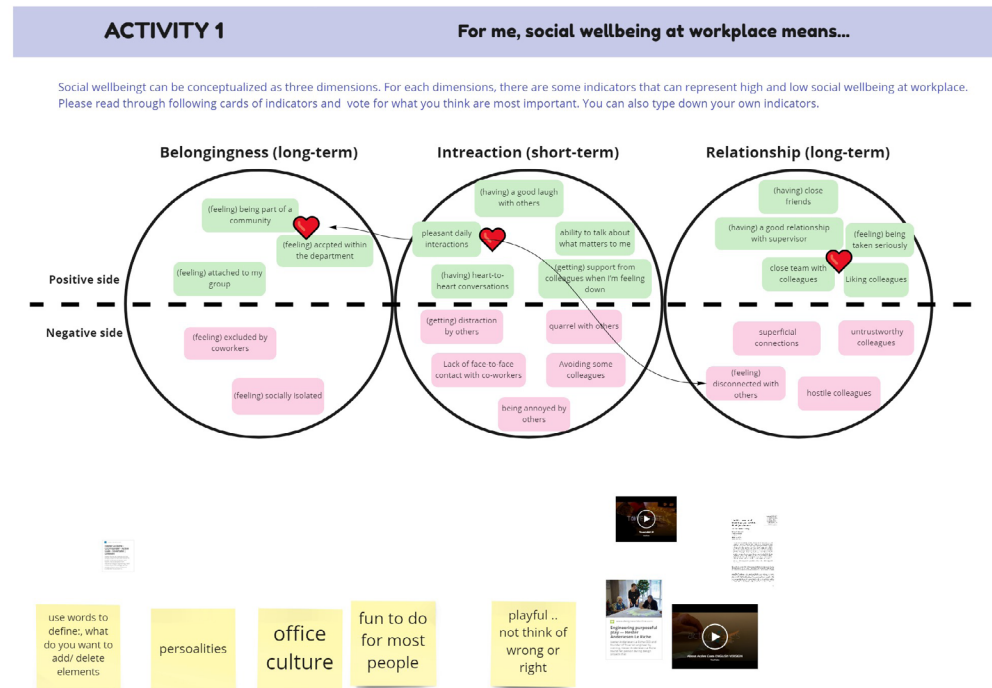 ACTIVITY 1
For me, social wellbeing at workplace means...
Social wellbeingt can be conceptualized as three dimensions. For each dimensions, there are some indicators that can represent high and low social wellbeing at workplace.
Please read through following cards of indicators and vote for what you think are most important. You can also type down your own indicators.
Belongingness (long-term)
Intreaction (short-term)
Relationship (long-term)
Positive side
Negative side
(feeling) being part of a
community
(feeling) accpted within
the department
(feeling) attached to my
group
(feeling) excluded by
coworkers
(feeling) socially isolated
(having) a good laugh
with others
pleasant daily
interactions
ability to talk about
what matters to me
(having) heart-to-
heart conversations
(getting) support from
colleagues when I'm feeling
down
(getting) distraction
by others
quarrel with others
Lack of face-to-face
contact with co-workers
Avoiding some
colleagues
being annoyed by
others
(having) close
friends
(having) a good relationship
with supervisor
(feeling) being
taken seriously
close team with
colleagues
Liking colleagues
superficial
connections
untrustworthy
colleagues
(feeling)
disconnected with
others
hostile colleagues
use words to
define:, what
do you want to
add/ delete
elements
persoalities
office
culture
fun to do
for most
people
playful ..
not think of
wrong or
right
Engineering purposeful
play —